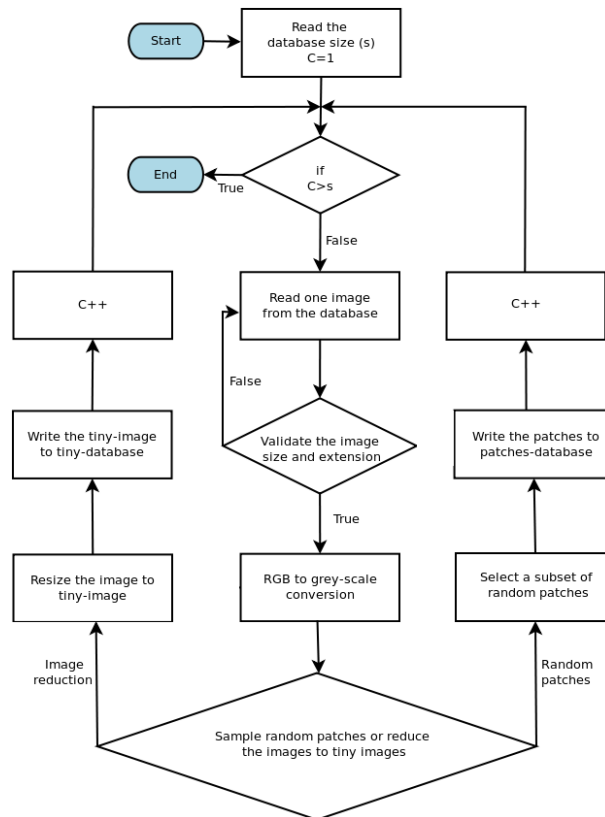 Start
Read the
database size (s)
C=1
End
True
if
C>s
False
C++
Read one image
from the database
C++
False
Write the tiny-image
to tiny-database
Validate the image
size and extension
Write the patches to
patches-database
True
Resize the image to
tiny-image
RGB to grey-scale
conversion
Select a subset of
random patches
Image
reduction
Random
patches
Sample random patches or reduce
the images to tiny images